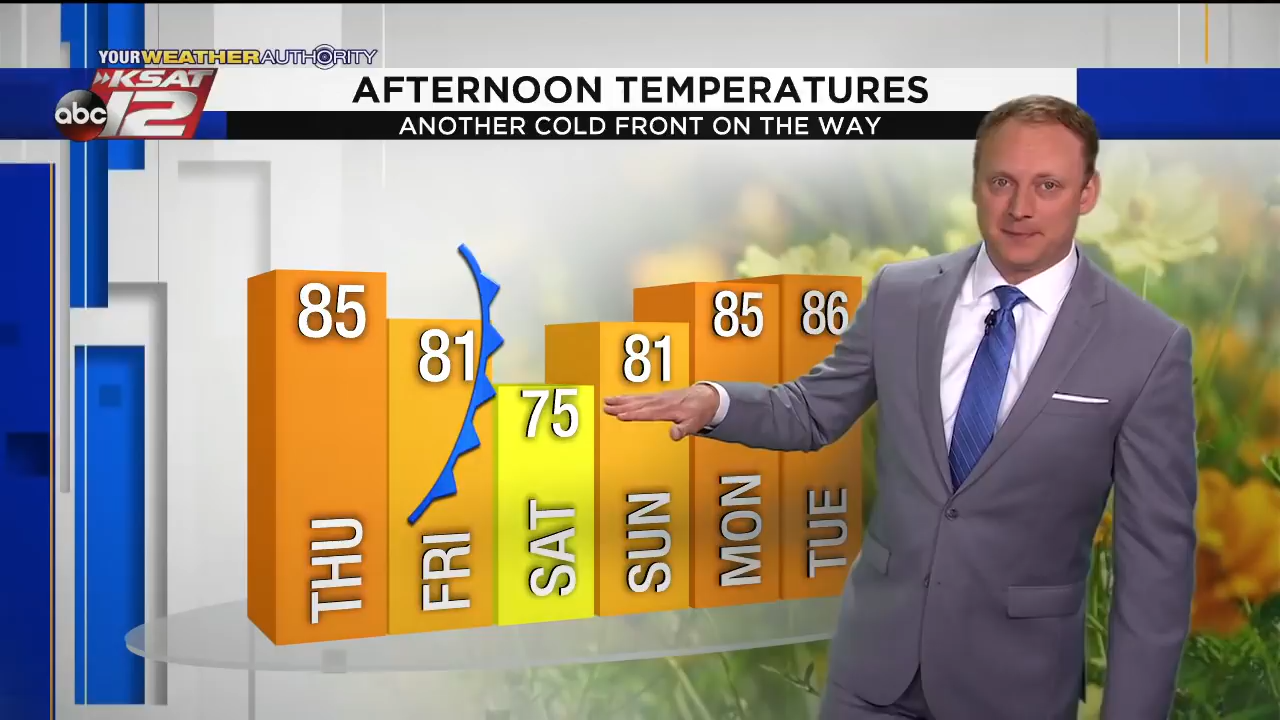 YOURWEATHERAUTHORITY
KSAT
abc 12
AFTERNOON TEMPERATURES
ANOTHER COLD FRONT ON THE WAY
85 81 75 81 85 86
THU FRI SAT SUN MON TUE